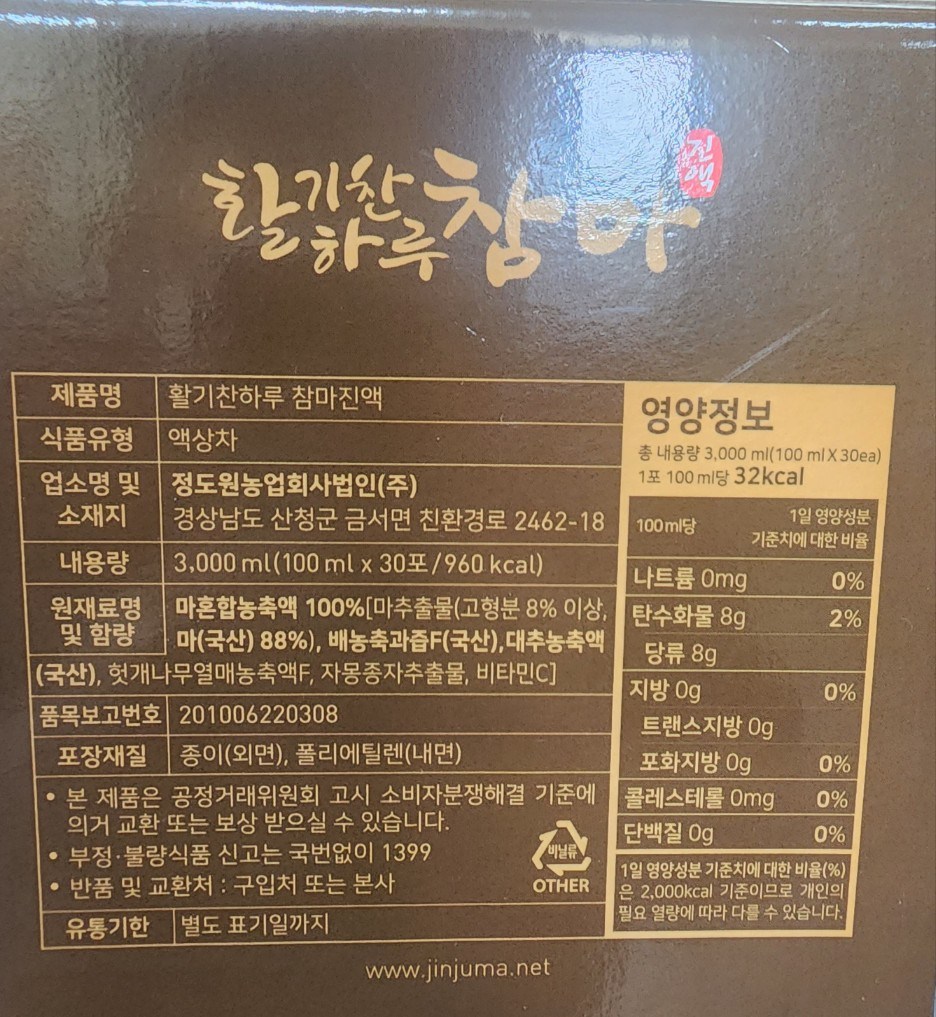 활기찬
하루 참마
진액
제품명 활기찬하루 참마진액
식품유형 액상차
업소명 및 소재지 정도원농업회사법인(주)
경상남도 산청군 금서면 친환경로 2462-18
내용량 3,000 ml(100 ml x 30포/960 kcal)
원재료명 및 함량 마혼합농축액 100%[마추출물(고형분 8% 이상,
마(국산) 88%), 배농축과즙F(국산),대추농축액
(국산), 헛개나무열매농축액F, 자몽종자추출물, 비타민C]
품목보고번호 201006220308
포장재질 종이(외면), 폴리에틸렌(내면)
• 본 제품은 공정거래위원회 고시 소비자분쟁해결 기준에
의거 교환 또는 보상 받으실 수 있습니다.
• 부정·불량식품 신고는 국번없이 1399
• 반품 및 교환처 : 구입처 또는 본사
비닐류
OTHER
유통기한 별도 표기일까지
영양정보
총 내용량 3,000 ml(100 ml X 30ea)
1포 100 ml당 32kcal
100ml당 1일 영양성분
기준치에 대한 비율
나트륨 0mg 0%
탄수화물 8g 2%
당류 8g
지방 0g 0%
트랜스지방 0g
포화지방 0g 0%
콜레스테롤 0mg 0%
단백질 0g 0%
1일 영양성분 기준치에 대한 비율(%)
은 2,000kcal 기준이므로 개인의
필요 열량에 따라 다를 수 있습니다.
www.jinjuma.net